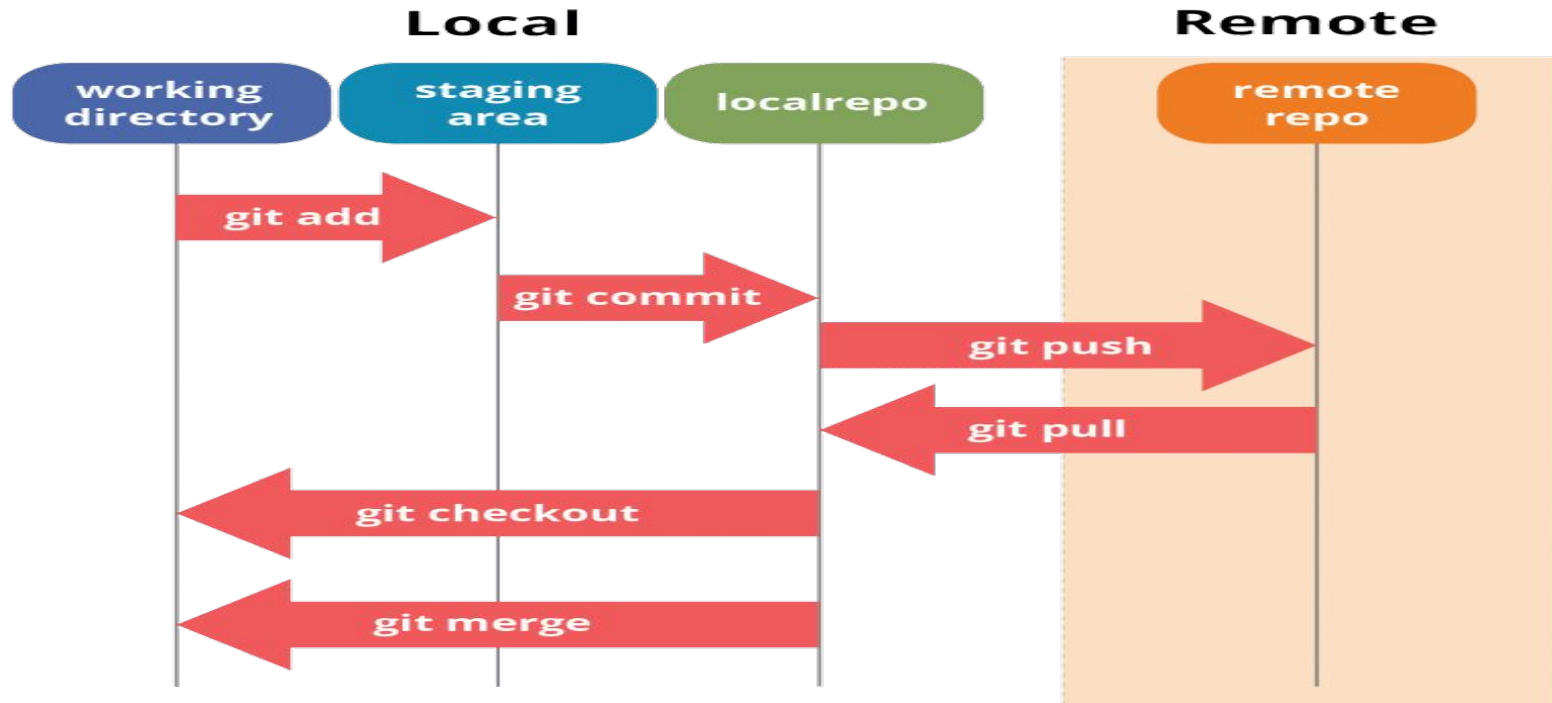 Local
Remote
working
directory
staging
area
localrepo
remote
repo
git add
git commit
git push
git pull
git checkout
git merge